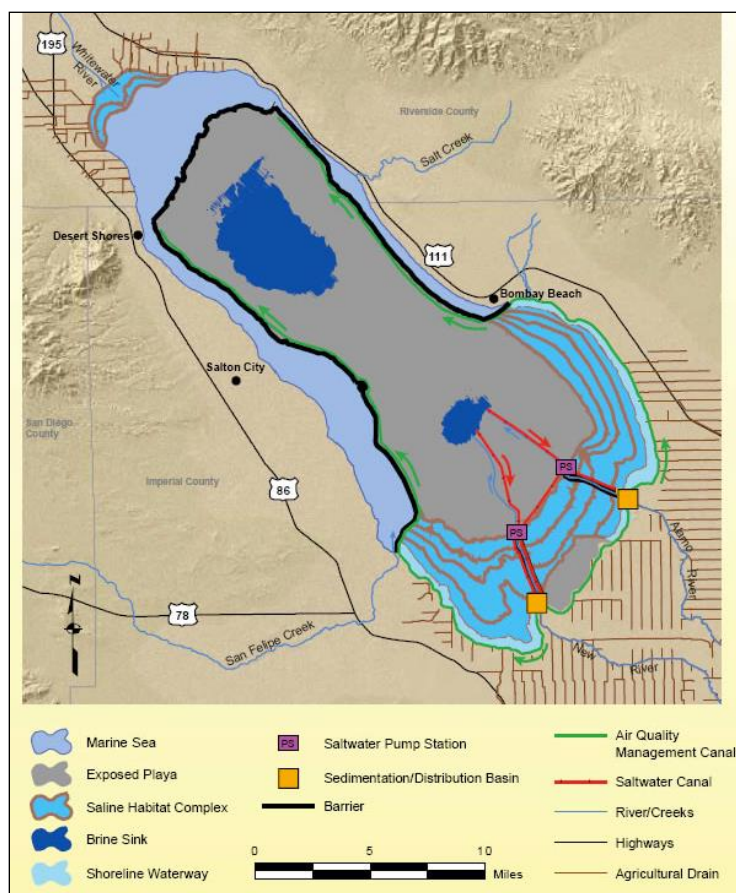 195
Whitewater
River
Riverside County
Salt Creek
Desert Shores
111
Bombay Beach
Salton City
San Diego
County
Imperial County
86
PS
PS
Alamo
River
N
78
San Felipe Creek
New
River
Marine Sea
Exposed Playa
Saline Habitat Complex
Brine Sink
Shoreline Waterway
PS
Saltwater Pump Station
Sedimentation/Distribution Basin
Barrier
0
5
10
Miles
Air Quality
Management Canal
Saltwater Canal
River/Creeks
Highways
Agricultural Drain